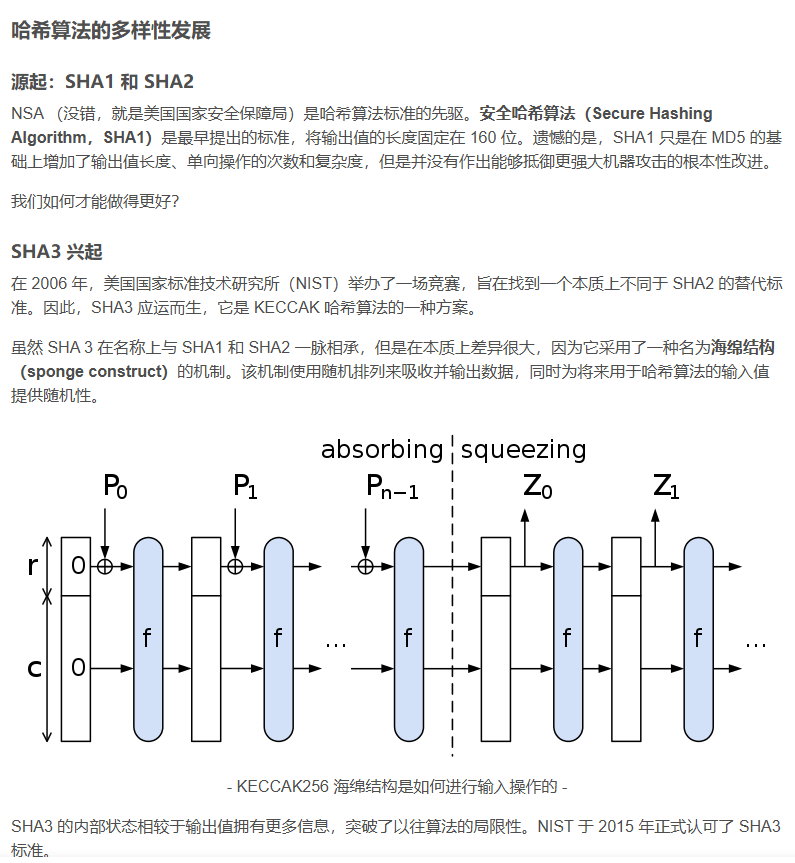 哈希算法的多样性发展
源起：SHA1 和 SHA2
NSA （没错，就是美国国家安全保障局）是哈希算法标准的先驱。安全哈希算法（Secure Hashing
Algorithm，SHA1）是最早提出的标准，将输出值的长度固定在 160 位。遗憾的是，SHA1 只是在 MD5 的基
础上增加了输出值长度、单向操作的次数和复杂度，但是并没有作出能够抵御更强大机器攻击的根本性改进。
我们如何才能做得更好？
SHA3 兴起
在 2006 年，美国国家标准技术研究所（NIST）举办了一场竞赛，旨在找到一个本质上不同于 SHA2 的替代标
准。因此，SHA3 应运而生，它是 KECCAK 哈希算法的一种方案。
虽然 SHA 3 在名称上与 SHA1 和 SHA2 一脉相承，但是在本质上差异很大，因为它采用了一种名为海绵结构
（sponge construct）的机制。该机制使用随机排列来吸收并输出数据，同时为将来用于哈希算法的输入值
提供随机性。
absorbing squeezing
P0 P1 Pn−1 Z0 Z1
r 0
c 0 f f ... f f f ...
- KECCAK256 海绵结构是如何进行输入操作的 -
SHA3 的内部状态相较于输出值拥有更多信息，突破了以往算法的局限性。NIST 于 2015 年正式认可了 SHA3
标准。